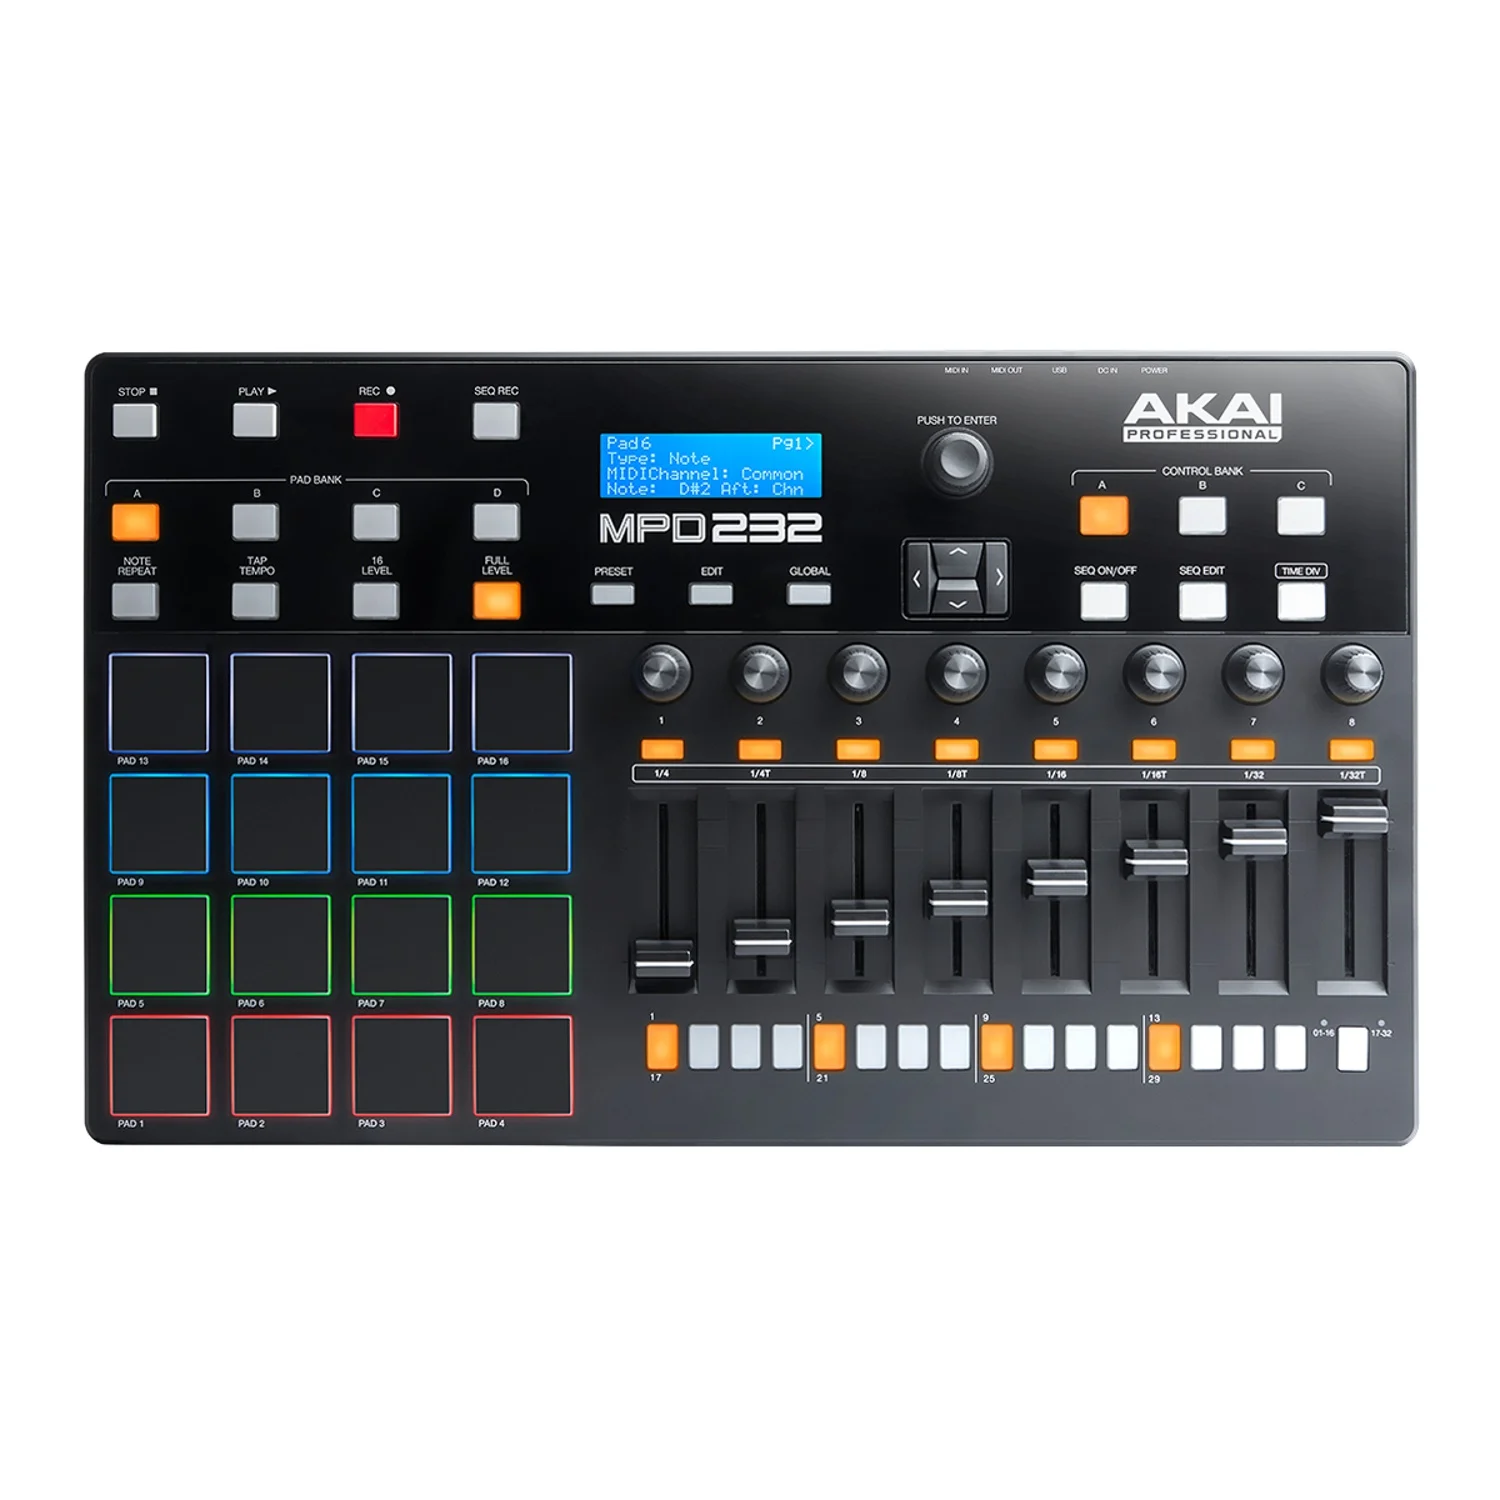 MIDI IN MIDI OUT USB DC IN POWER
STOP ■ PLAY ▶ REC ● SEQ REC
AKAI
PROFESSIONAL
PUSH TO ENTER
Pad6 Pg1>
Type: Note
MIDIChannel: Common
Note: D#2 Aft: Chn
MPD232
PAD BANK
A B C D
CONTROL BANK
A B C
NOTE REPEAT
TAP TEMPO
16 LEVEL
FULL LEVEL
PRESET EDIT GLOBAL
SEQ ON/OFF SEQ EDIT TIME DIV
1 2 3 4 5 6 7 8
1/4 1/4T 1/8 1/8T 1/16 1/16T 1/32 1/32T
PAD 13 PAD 14 PAD 15 PAD 16
PAD 9 PAD 10 PAD 11 PAD 12
PAD 5 PAD 6 PAD 7 PAD 8
PAD 1 PAD 2 PAD 3 PAD 4
1 5 9 13
01-16 17-32
17 21 25 29